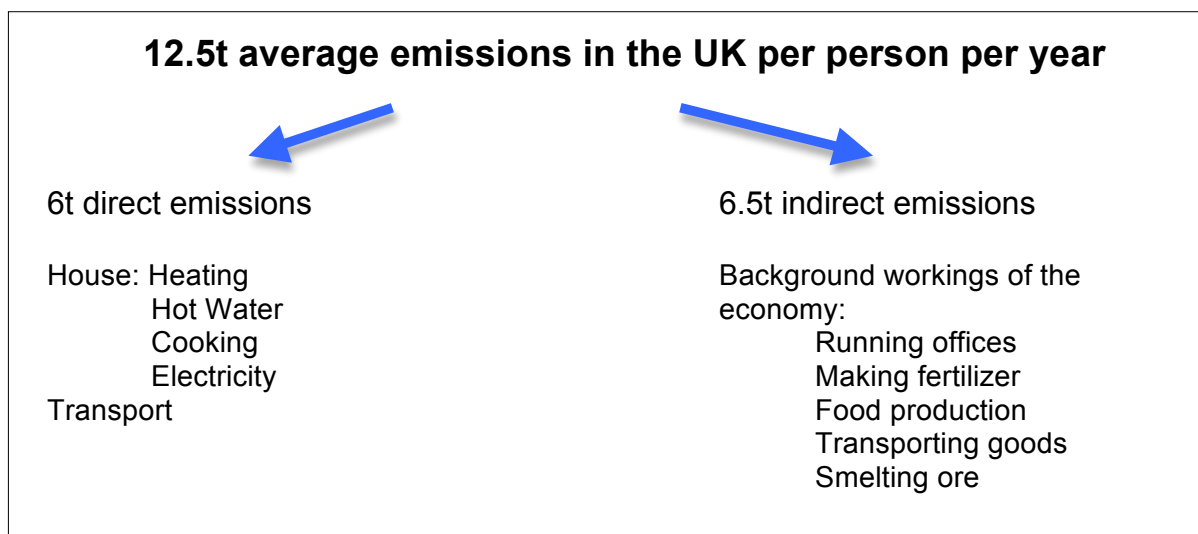 12.5t average emissions in the UK per person per year
6t direct emissions
House: Heating
Hot Water
Cooking
Electricity
Transport
6.5t indirect emissions
Background workings of the
economy:
Running offices
Making fertilizer
Food production
Transporting goods
Smelting ore